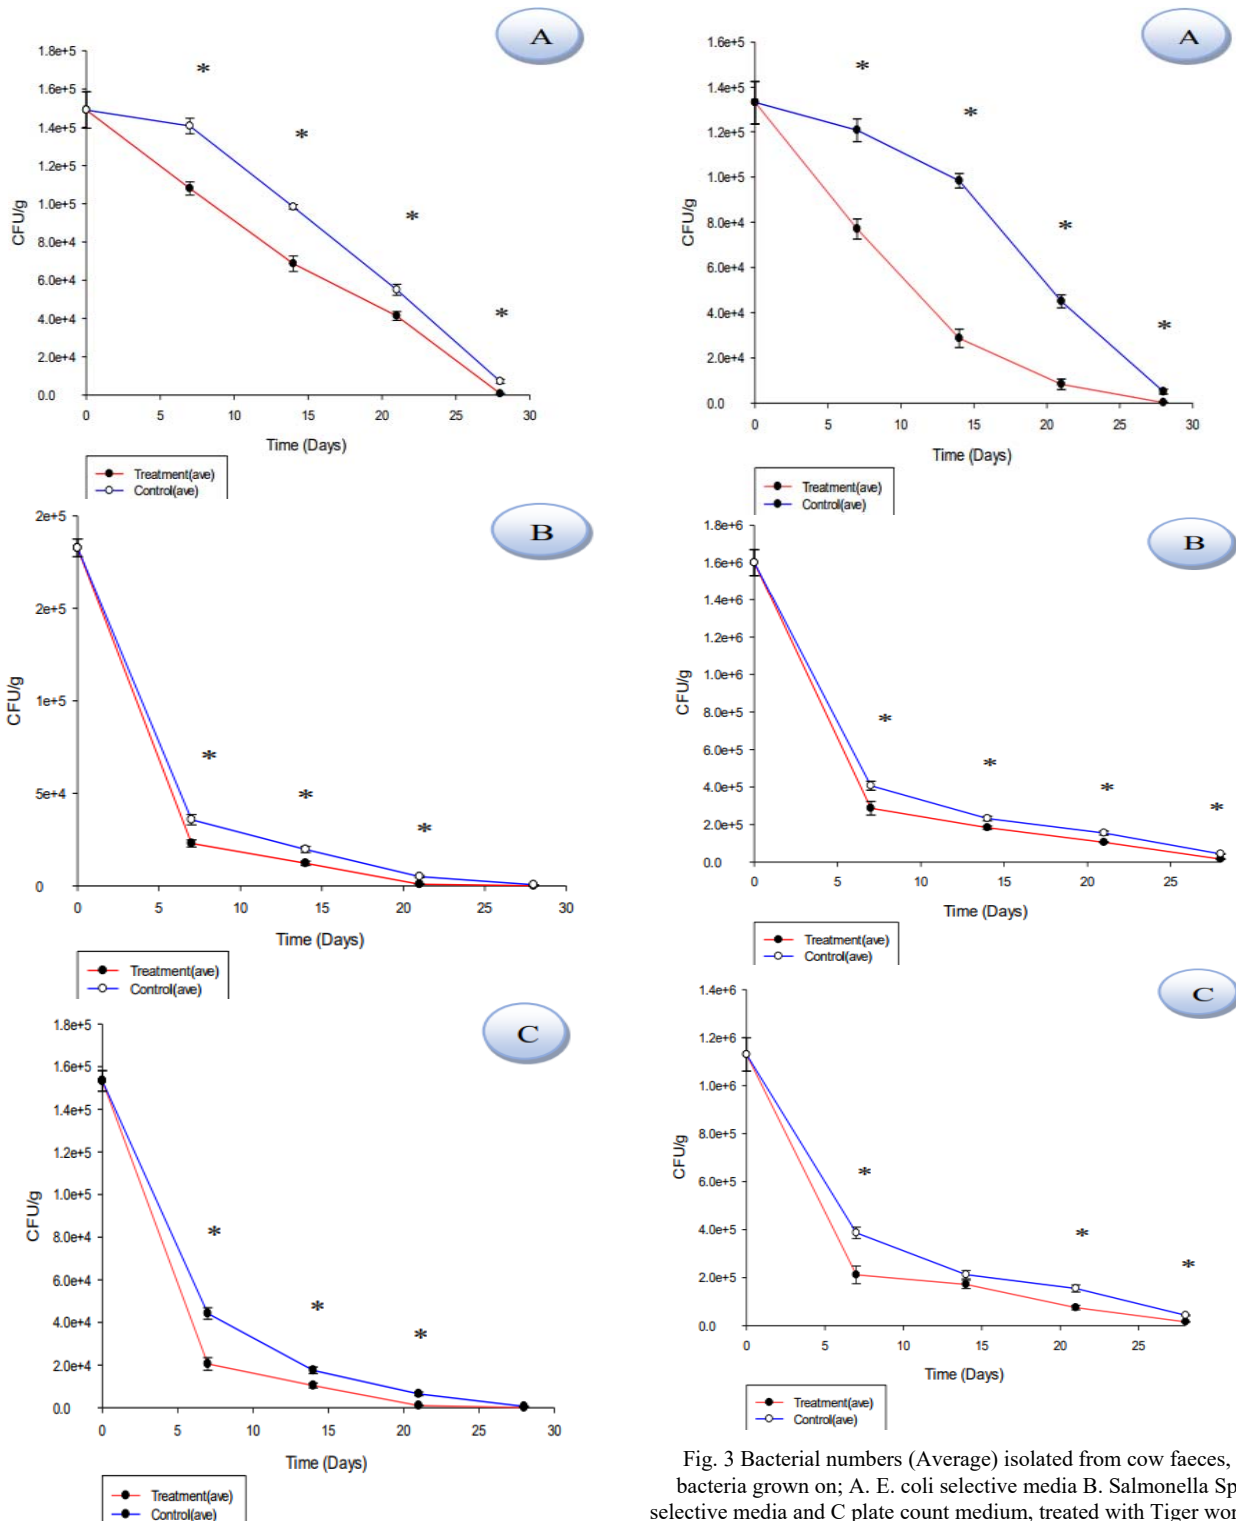 A
1.8e+5
1.6e+5
1.4e+5
1.2e+5
1.0e+5
8.0e+4
6.0e+4
4.0e+4
2.0e+4
0.0
CFU/g
* * * *
0 5 10 15 20 25 30
Time (Days)
Treatment(ave)
Control(ave)
B
2e+5
2e+5
1e+5
5e+4
0
CFU/g
* * *
0 5 10 15 20 25 30
Time (Days)
Treatment(ave)
Control(ave)
C
1.8e+5
1.6e+5
1.4e+5
1.2e+5
1.0e+5
8.0e+4
6.0e+4
4.0e+4
2.0e+4
0.0
CFU/g
* * *
0 5 10 15 20 25 30
Time (Days)
Treatment(ave)
Control(ave)
A
1.6e+5
1.4e+5
1.2e+5
1.0e+5
8.0e+4
6.0e+4
4.0e+4
2.0e+4
0.0
CFU/g
* * * *
0 5 10 15 20 25 30
Time (Days)
Treatment(ave)
Control(ave)
B
1.8e+6
1.6e+6
1.4e+6
1.2e+6
1.0e+6
8.0e+5
6.0e+5
4.0e+5
2.0e+5
0.0
CFU/g
* * * *
0 5 10 15 20 25
Time (Days)
Treatment(ave)
Control(ave)
C
1.4e+6
1.2e+6
1.0e+6
8.0e+5
6.0e+5
4.0e+5
2.0e+5
0.0
CFU/g
* * *
0 5 10 15 20 25
Time (Days)
Treatment(ave)
Control(ave)
Fig. 3 Bacterial numbers (Average) isolated from cow faeces,
bacteria grown on; A. E. coli selective media B. Salmonella Sp
selective media and C plate count medium, treated with Tiger wor